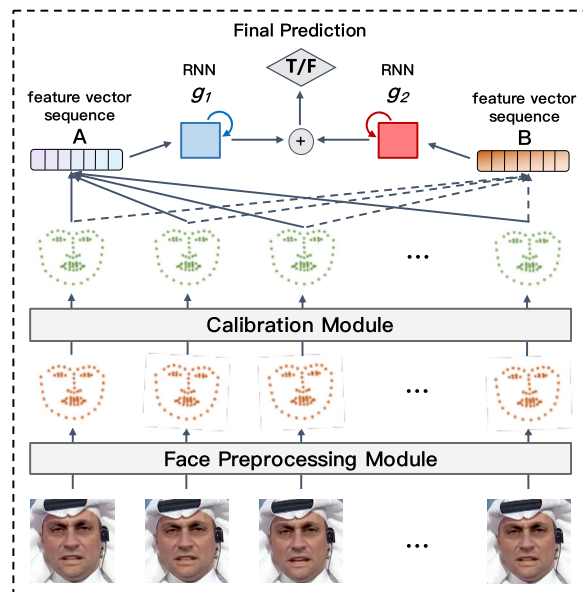 Final Prediction
T/F
RNN
g1
RNN
g2
feature vector
sequence
A
feature vector
sequence
B
+
...
Calibration Module
...
Face Preprocessing Module
...